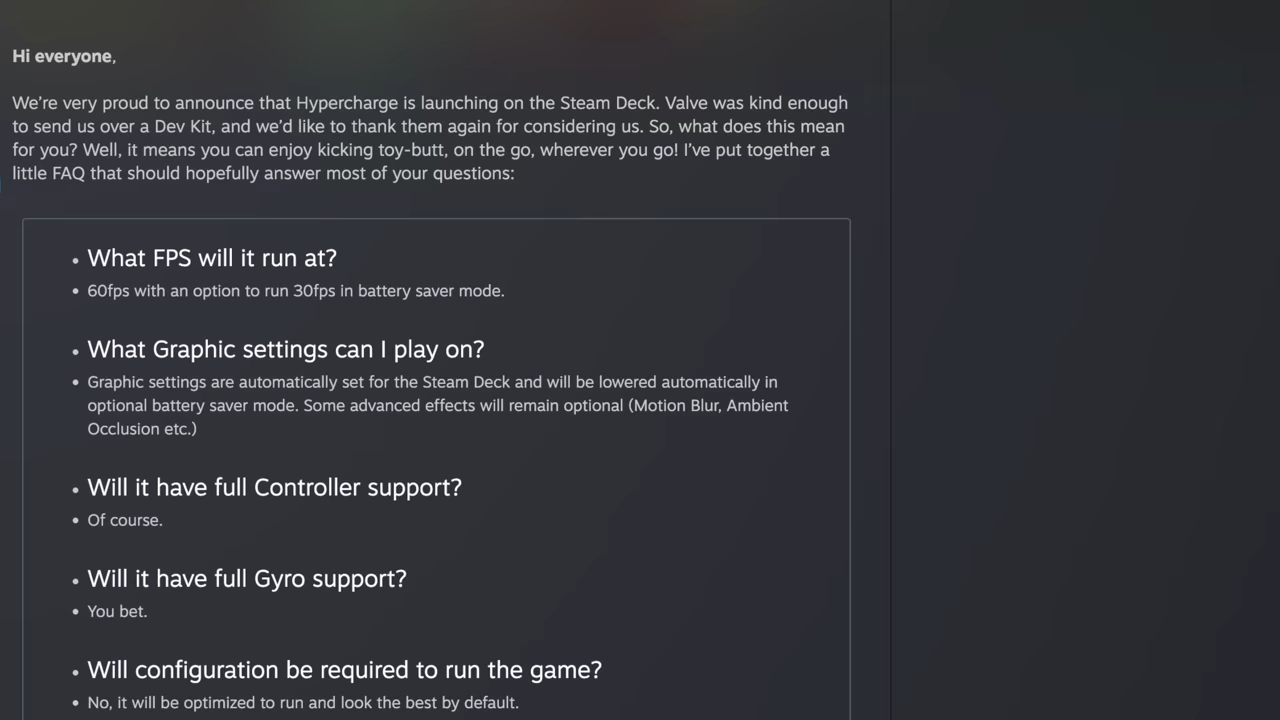 Hi everyone,
We're very proud to announce that Hypercharge is launching on the Steam Deck. Valve was kind enough
to send us over a Dev Kit, and we'd like to thank them again for considering us. So, what does this mean
for you? Well, it means you can enjoy kicking toy-butt, on the go, wherever you go! I've put together a
little FAQ that should hopefully answer most of your questions:
• What FPS will it run at?
• 60fps with an option to run 30fps in battery saver mode.
• What Graphic settings can I play on?
• Graphic settings are automatically set for the Steam Deck and will be lowered automatically in
optional battery saver mode. Some advanced effects will remain optional (Motion Blur, Ambient
Occlusion etc.)
• Will it have full Controller support?
• Of course.
• Will it have full Gyro support?
• You bet.
• Will configuration be required to run the game?
• No, it will be optimized to run and look the best by default.